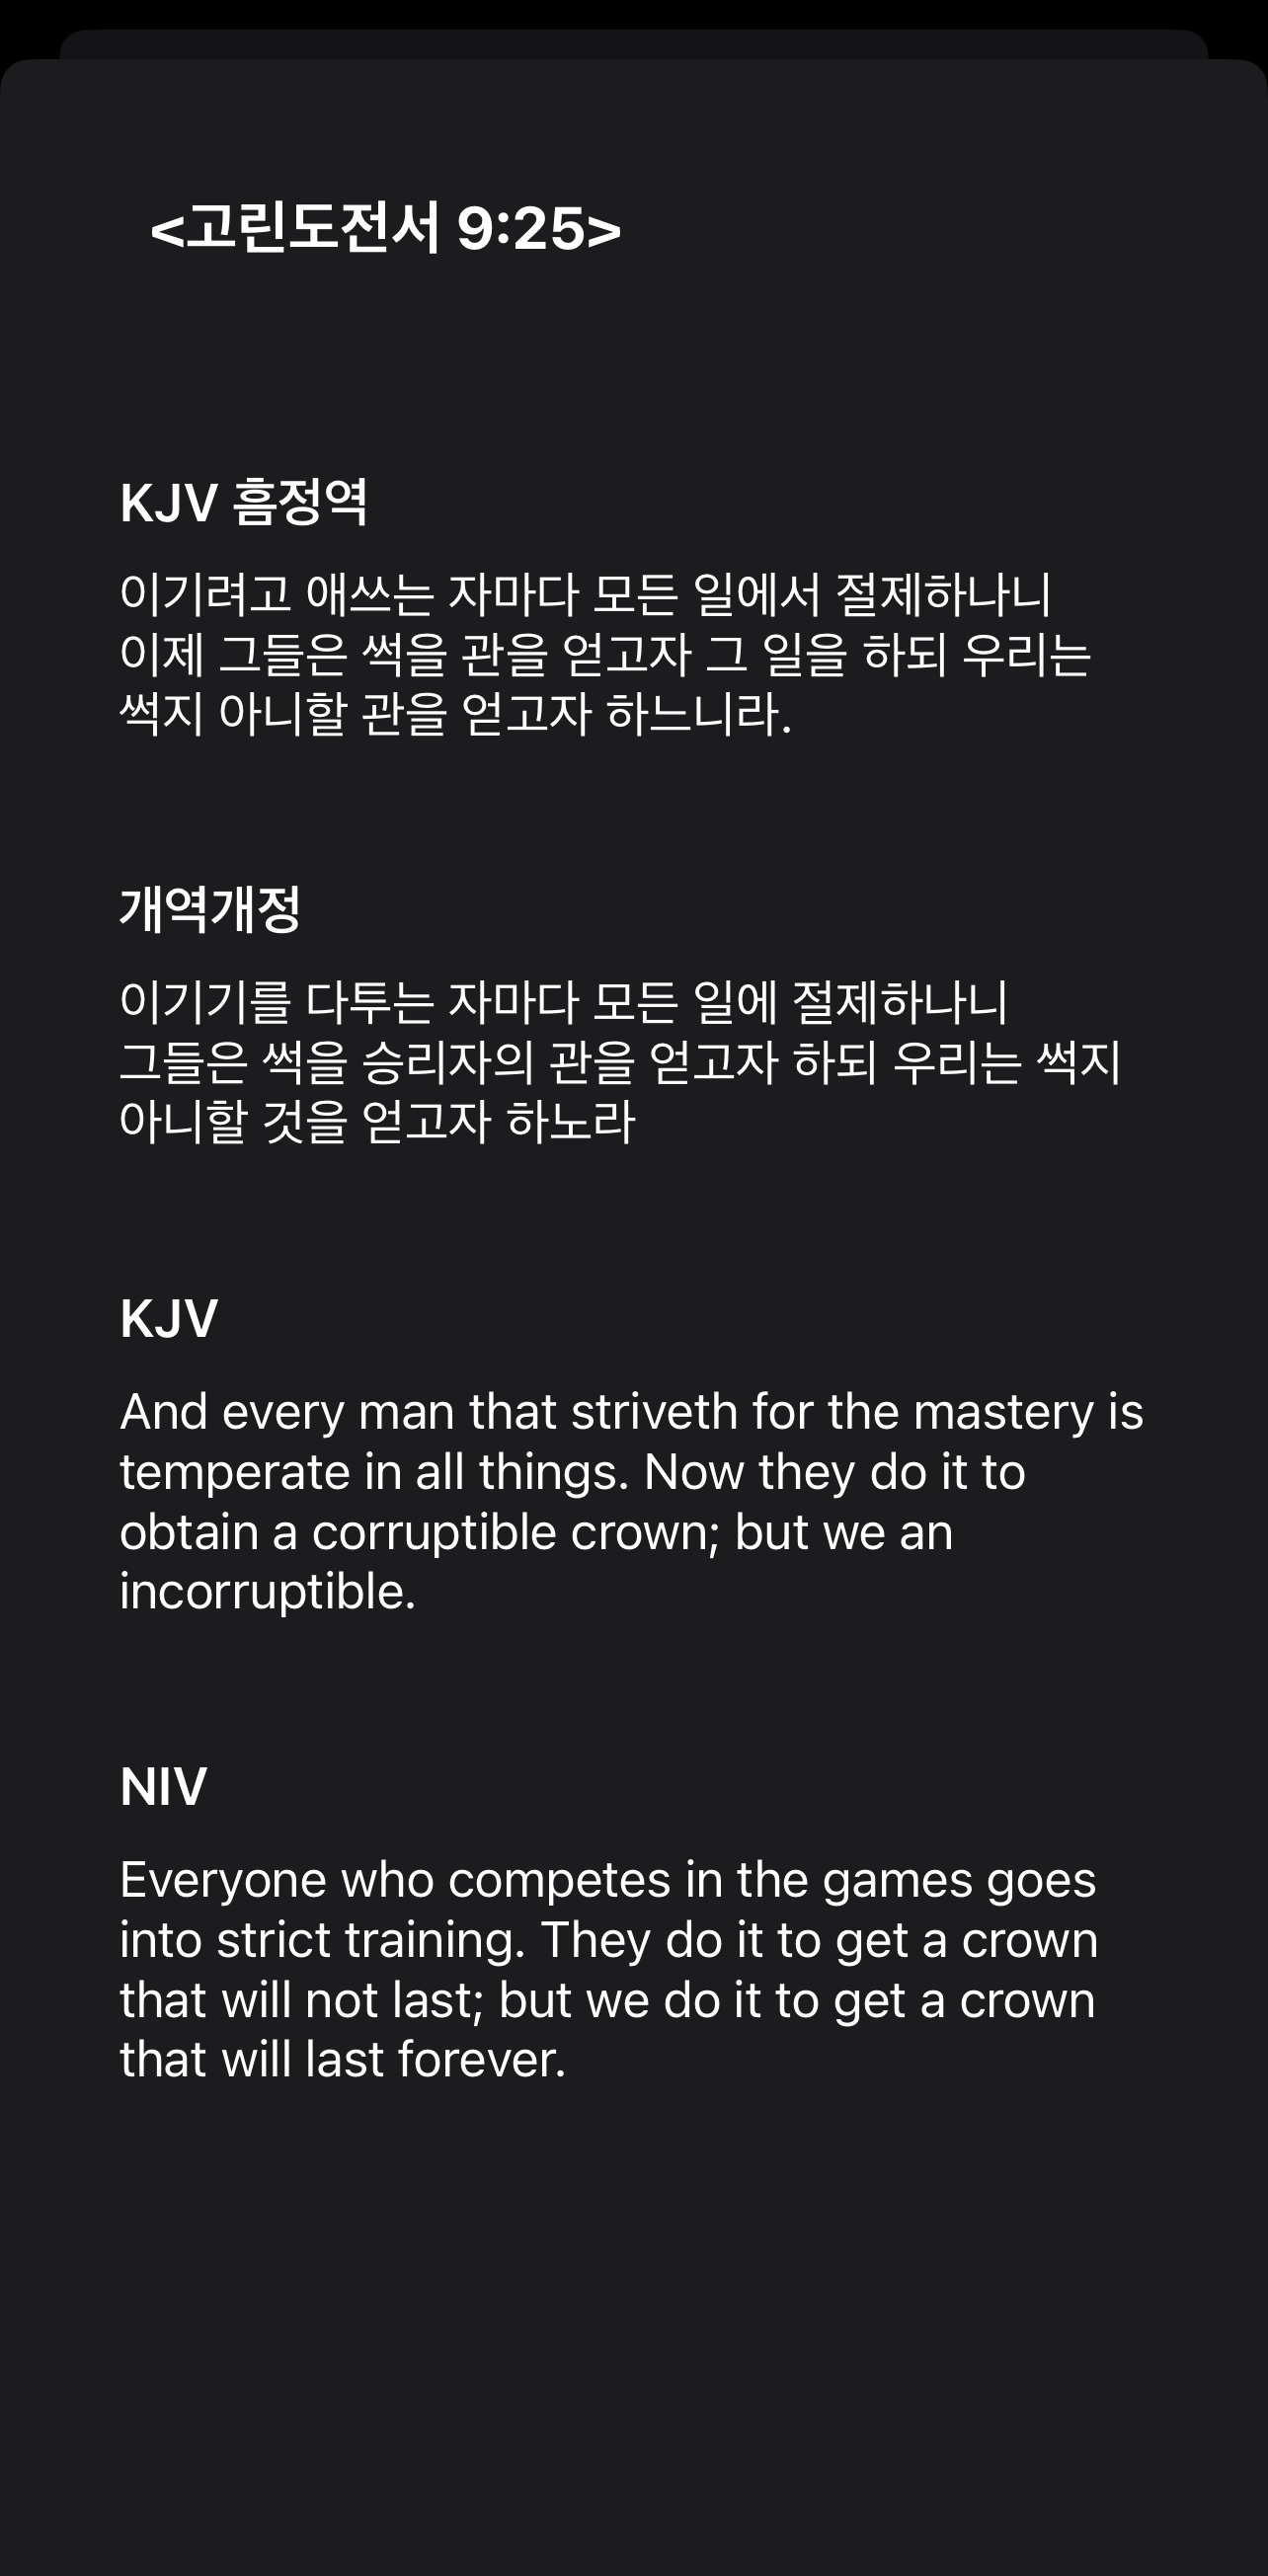 <고린도전서 9:25>
KJV 흠정역
이기려고 애쓰는 자마다 모든 일에서 절제하나니
이제 그들은 썩을 관을 얻고자 그 일을 하되 우리는
썩지 아니할 관을 얻고자 하느니라.
개역개정
이기기를 다투는 자마다 모든 일에 절제하나니
그들은 썩을 승리자의 관을 얻고자 하되 우리는 썩지
아니할 것을 얻고자 하노라
KJV
And every man that striveth for the mastery is
temperate in all things. Now they do it to
obtain a corruptible crown; but we an
incorruptible.
NIV
Everyone who competes in the games goes
into strict training. They do it to get a crown
that will not last; but we do it to get a crown
that will last forever.